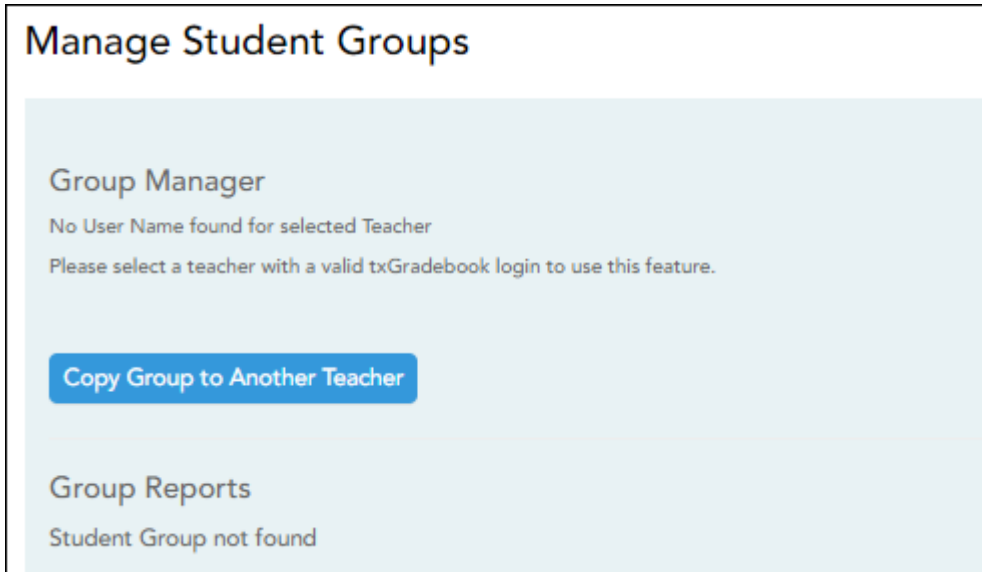 Manage Student Groups
Group Manager
No User Name found for selected Teacher
Please select a teacher with a valid txGradebook login to use this feature.
Copy Group to Another Teacher
Group Reports
Student Group not found